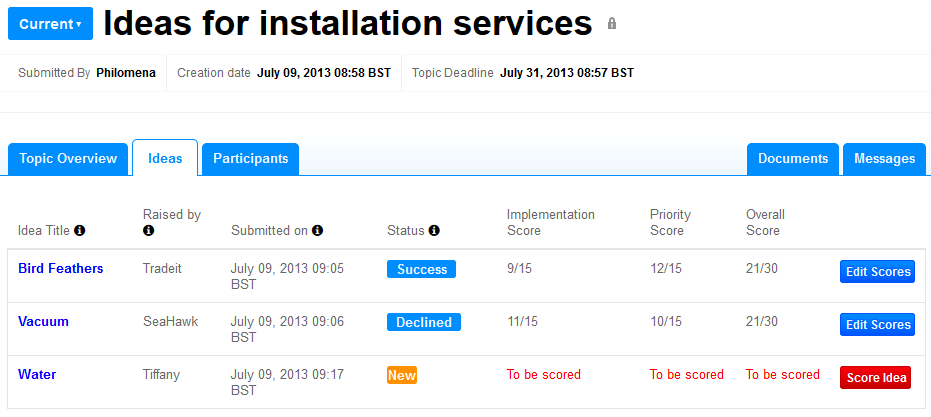 Current ▾ Ideas for installation services
Submitted By Philomena Creation date July 09, 2013 08:58 BST Topic Deadline July 31, 2013 08:57 BST
Topic Overview Ideas Participants Documents Messages
Idea Title Raised by Submitted on Status Implementation Score Priority Score Overall Score
Bird Feathers Tradeit July 09, 2013 09:05 BST Success 9/15 12/15 21/30 Edit Scores
Vacuum SeaHawk July 09, 2013 09:06 BST Declined 11/15 10/15 21/30 Edit Scores
Water Tiffany July 09, 2013 09:17 BST New To be scored To be scored To be scored Score Idea